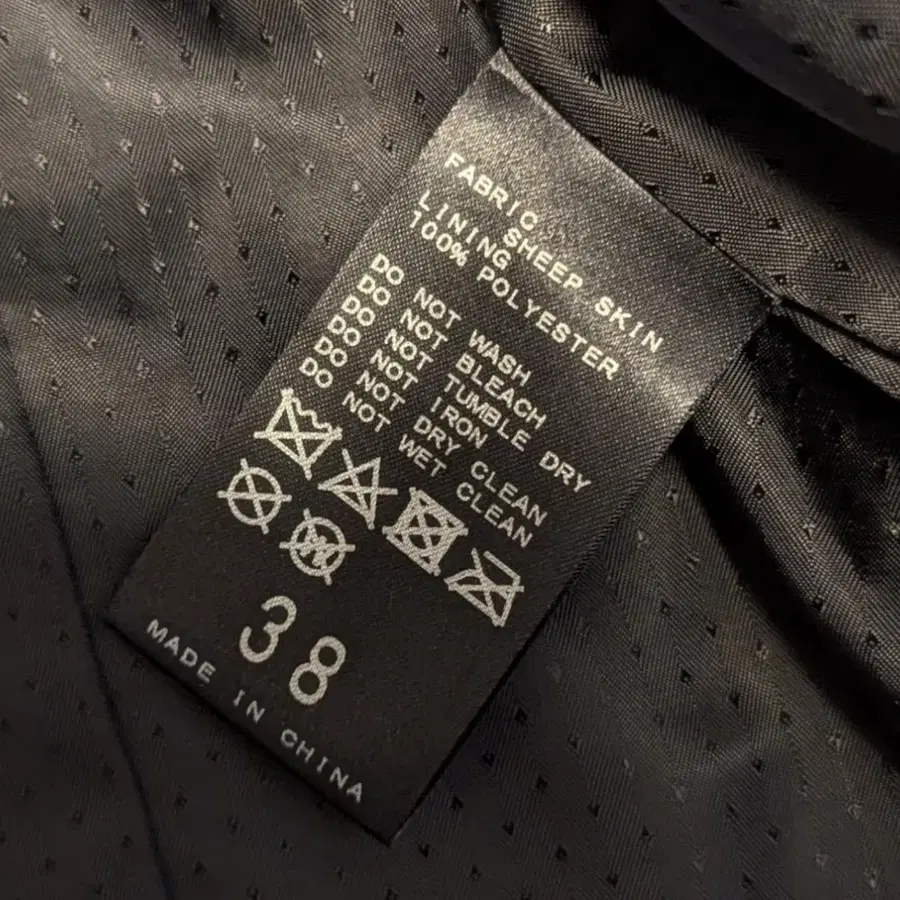 FABRIC
SHEEP SKIN
LINING
100% POLYESTER
DO NOT WASH
DO NOT BLEACH
DO NOT TUMBLE DRY
DO NOT IRON
DO NOT DRY CLEAN
DO NOT WET CLEAN
38
MADE IN CHINA